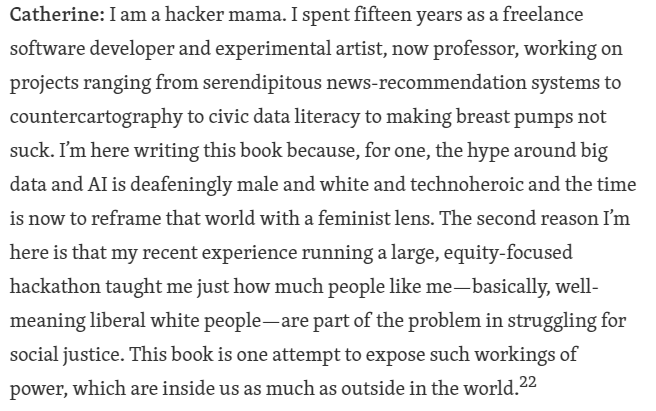 Catherine: I am a hacker mama. I spent fifteen years as a freelance
software developer and experimental artist, now professor, working on
projects ranging from serendipitous news-recommendation systems to
countercartography to civic data literacy to making breast pumps not
suck. I’m here writing this book because, for one, the hype around big
data and AI is deafeningly male and white and technoheroic and the time
is now to reframe that world with a feminist lens. The second reason I’m
here is that my recent experience running a large, equity-focused
hackathon taught me just how much people like me—basically, well-
meaning liberal white people—are part of the problem in struggling for
social justice. This book is one attempt to expose such workings of
power, which are inside us as much as outside in the world.22